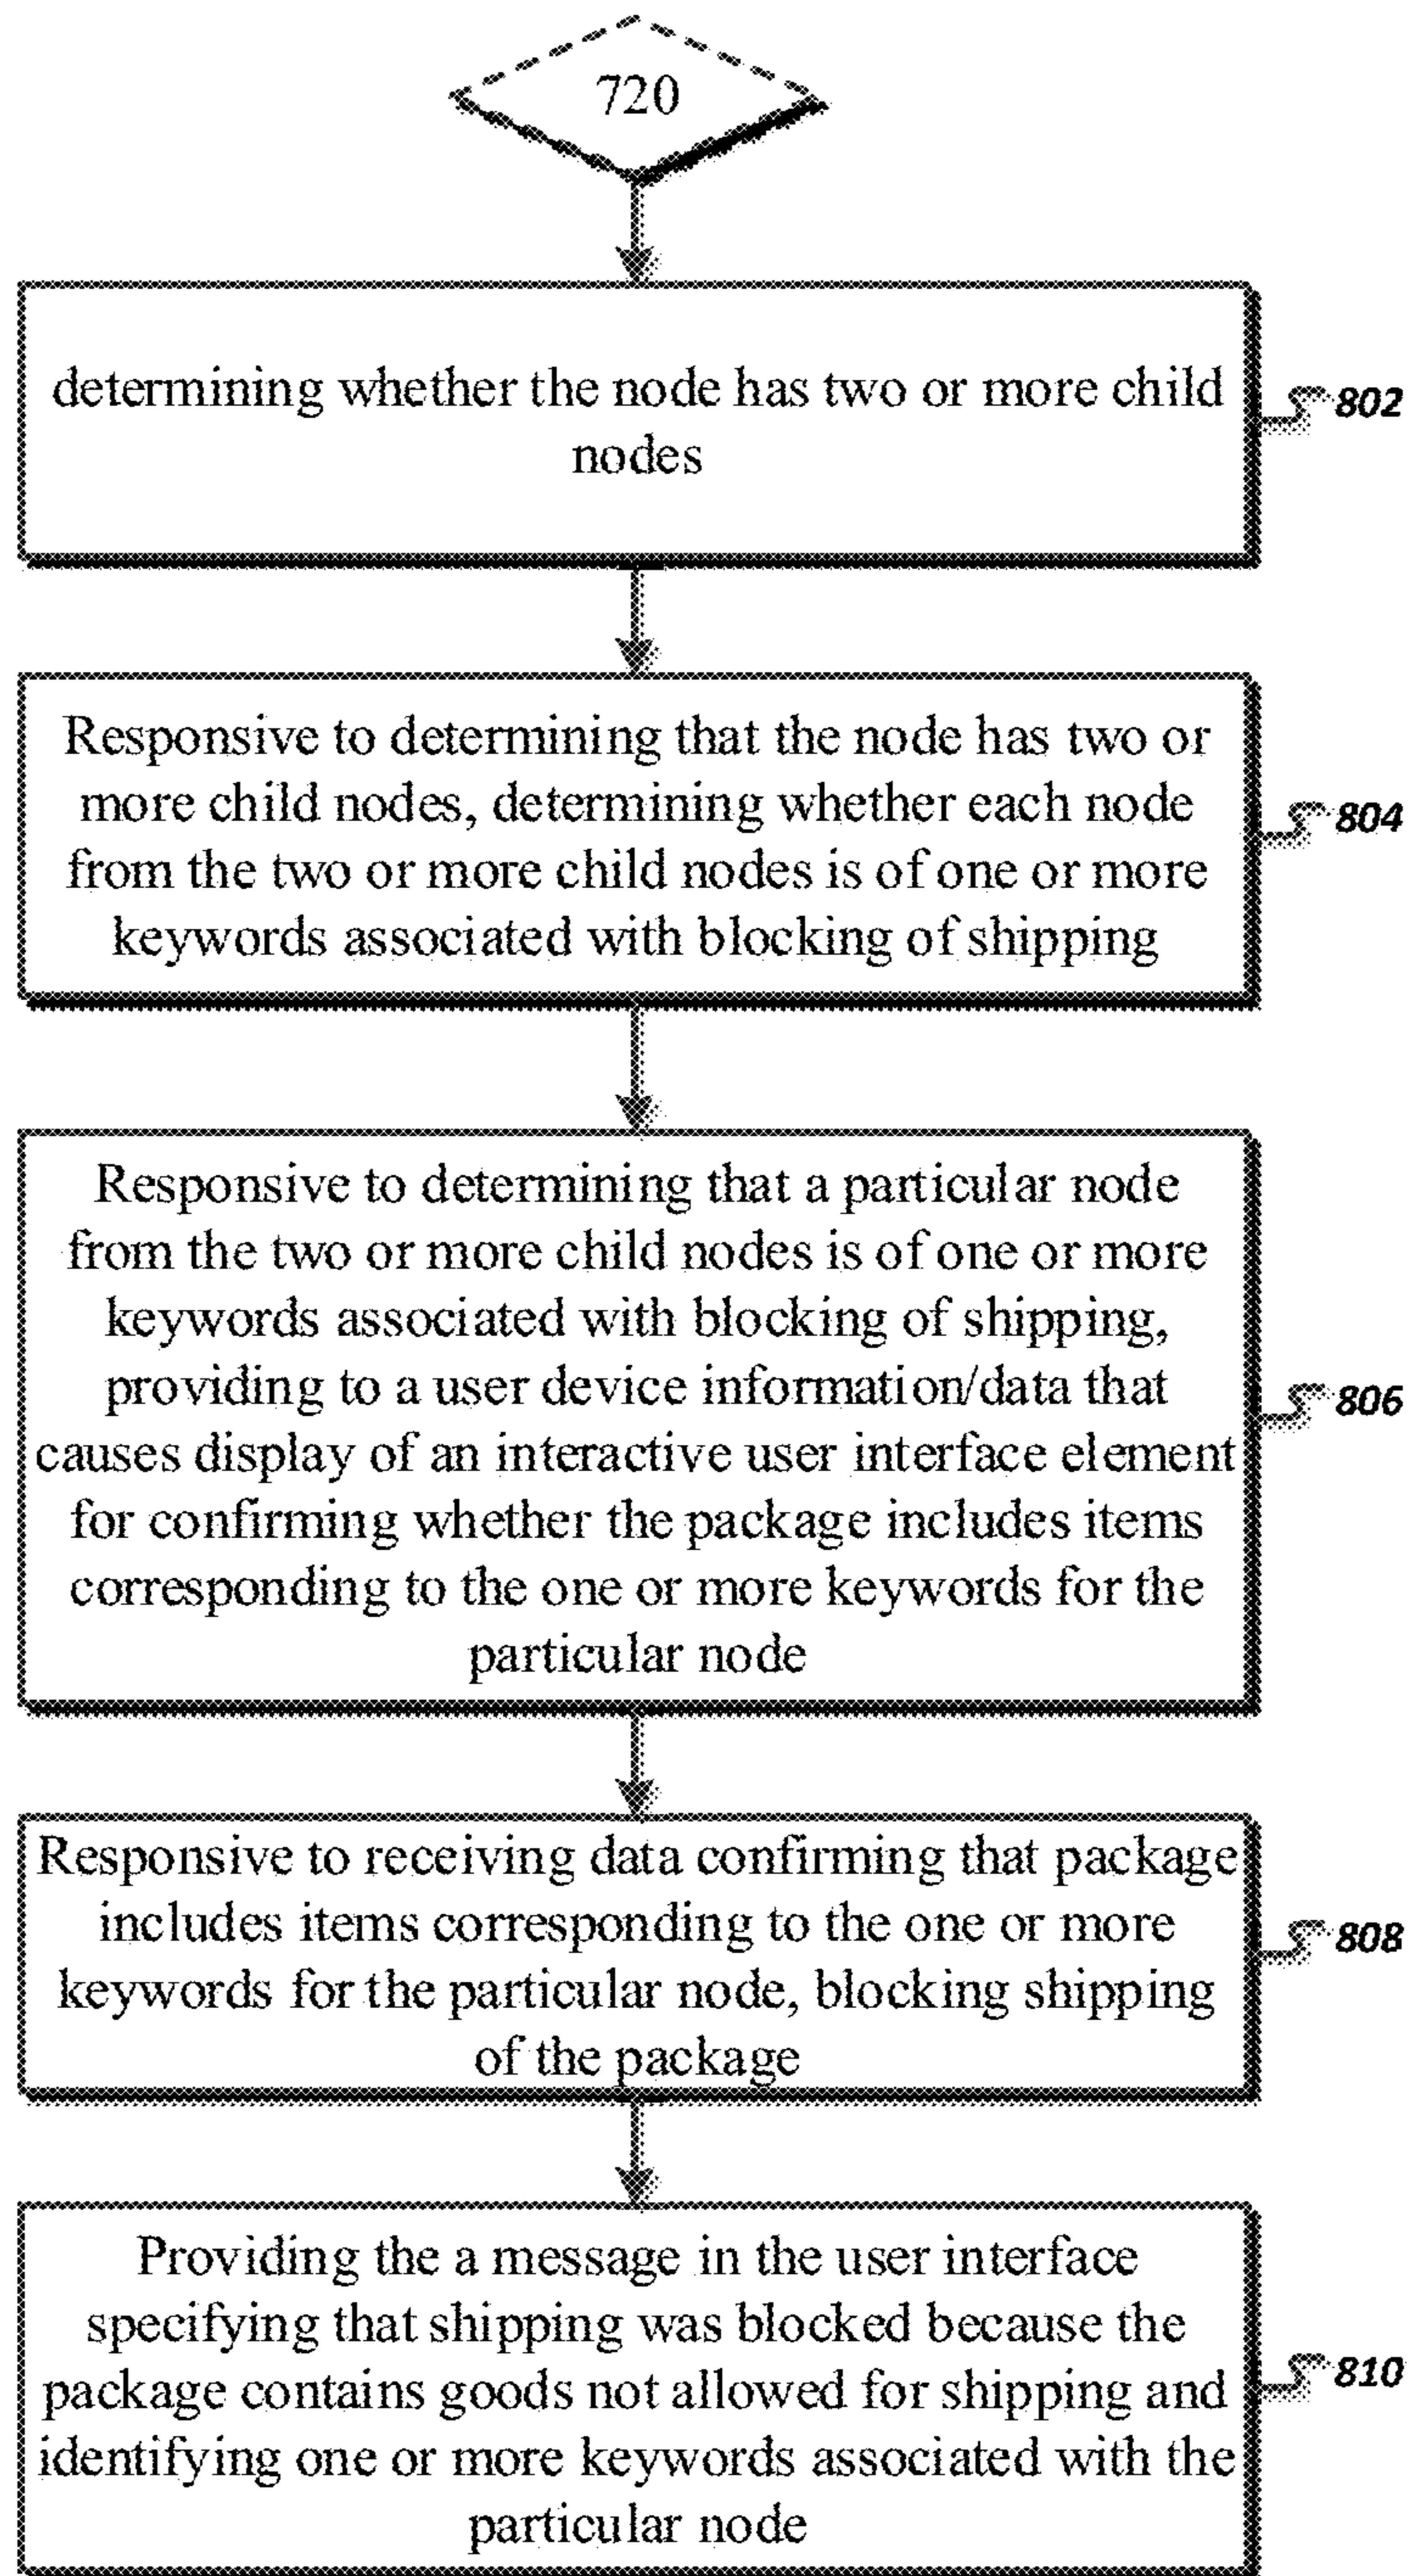 720
determining whether the node has two or more child
nodes
802
Responsive to determining that the node has two or
more child nodes, determining whether each node
from the two or more child nodes is of one or more
keywords associated with blocking of shipping
804
Responsive to determining that a particular node
from the two or more child nodes is of one or more
keywords associated with blocking of shipping,
providing to a user device information/data that
causes display of an interactive user interface element
for confirming whether the package includes items
corresponding to the one or more keywords for the
particular node
806
Responsive to receiving data confirming that package
includes items corresponding to the one or more
keywords for the particular node, blocking shipping
of the package
808
Providing the a message in the user interface
specifying that shipping was blocked because the
package contains goods not allowed for shipping and
identifying one or more keywords associated with the
particular node
810